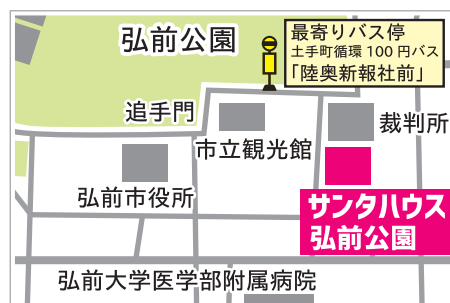 弘前公園
最寄りバス停
土手町循環100円バス
「陸奥新報社前」
追手門
裁判所
市立観光館
弘前市役所
サンタハウス
弘前公園
弘前大学医学部附属病院